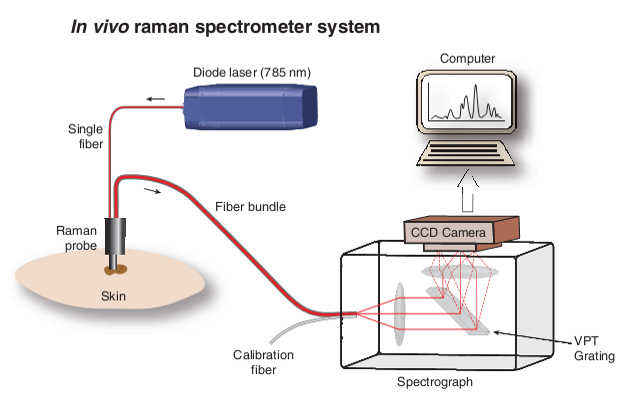 In vivo raman spectrometer system
Diode laser (785 nm)
Computer
Single
fiber
Fiber bundle
Raman
probe
CCD Camera
Skin
Calibration
fiber
VPT
Grating
Spectrograph